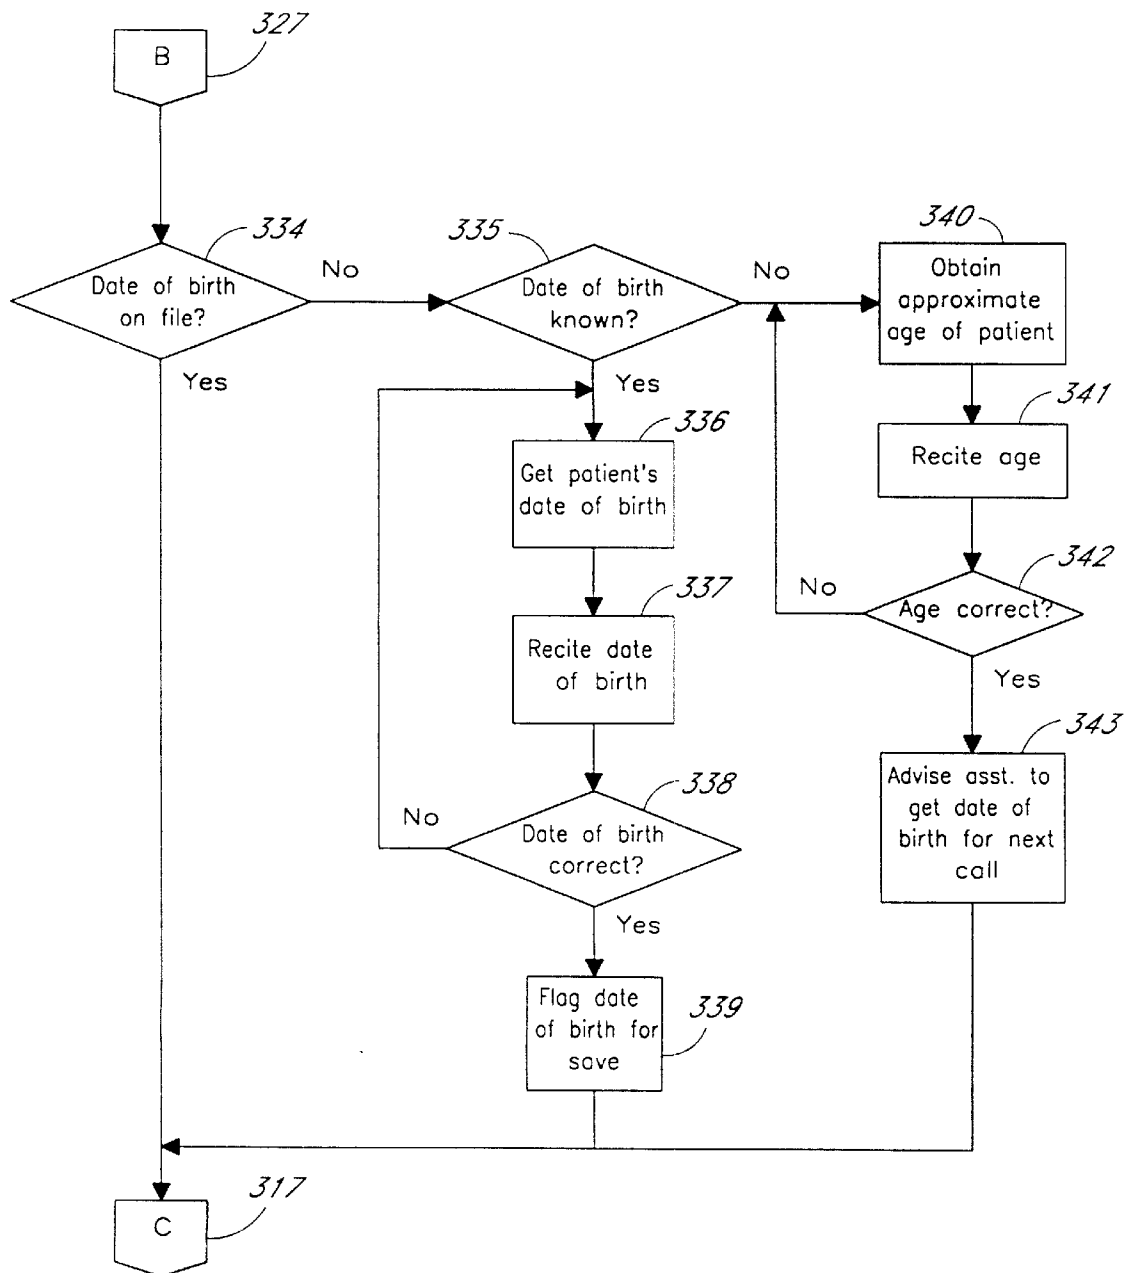 327
B
334
Date of birth
on file?
No
Yes
335
Date of birth
known?
No
Yes
340
Obtain
approximate
age of patient
341
Recite age
342
Age correct?
No
Yes
343
Advise asst. to
get date of
birth for next
call
336
Get patient's
date of birth
337
Recite date
of birth
338
Date of birth
correct?
No
Yes
339
Flag date
of birth for
save
317
C